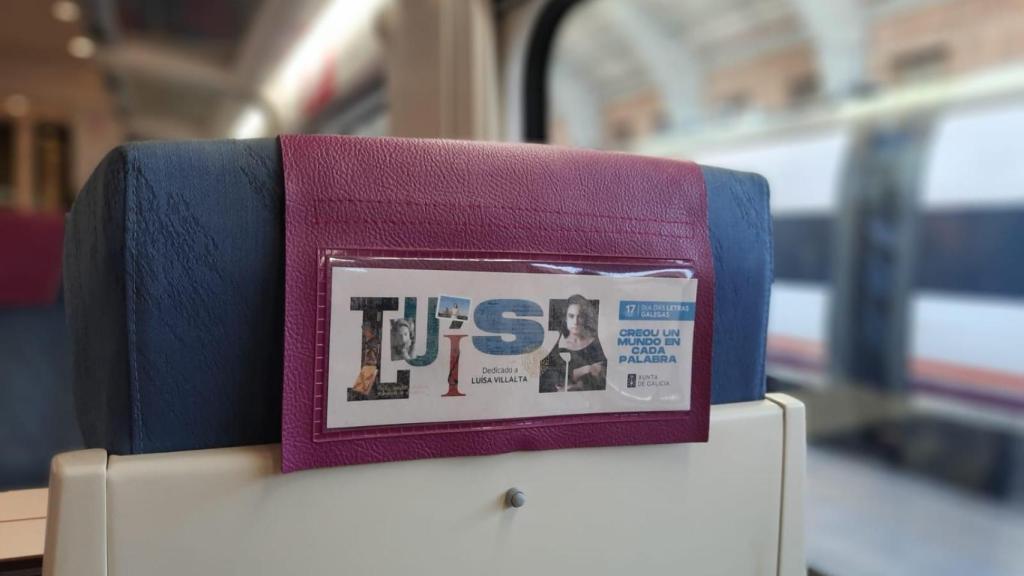 LUÍSA
Dedicado a
LUÍSA VILLALTA
17 DÍA DAS LETRAS
GALEGAS
CREOU UN
MUNDO EN
CADA
PALABRA
XUNTA
DE GALICIA